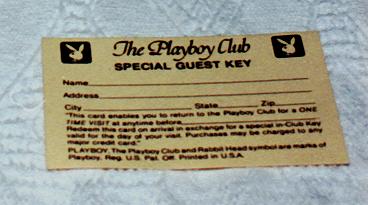 The Playboy Club
SPECIAL GUEST KEY
Name
Address
City State Zip
"This card enables you to return to the Playboy Club for a ONE
TIME VISIT at anytime before
Redeem this card on arrival in exchange for a special in-Club Key
valid for the day of your visit. Purchases may be charged to any
major credit card."
PLAYBOY, The Playboy Club and Rabbit Head symbol are marks of
Playboy. Reg. U.S. Pat. Off. Printed in U.S.A.